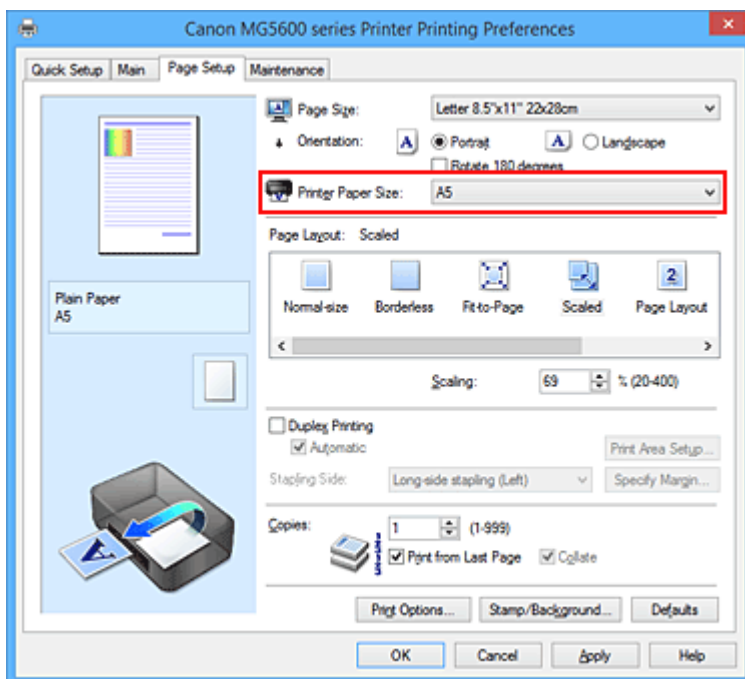 Canon MG5600 series Printer Printing Preferences
Quick Setup Main Page Setup Maintenance
Page Size: Letter 8.5"x11" 22x28cm
Orientation: A Portrait A Landscape
Rotate 180 degrees
Printer Paper Size: A5
Page Layout: Scaled
Normal-size Borderless Fit-to-Page Scaled Page Layout
Plain Paper
A5
Scaling: 69 % (20-400)
Duplex Printing
Automatic Print Area Setup...
Stapling Side: Long-side stapling (Left) Specify Margin...
Copies: 1 (1-999)
Print from Last Page Collate
Print Options... Stamp/Background... Defaults
OK Cancel Apply Help